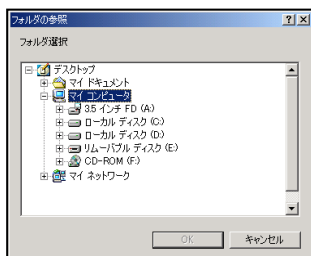 フォルダの参照
フォルダ選択
デスクトップ
マイ ドキュメント
マイ コンピュータ
3.5 インチ FD (A:)
ローカル ディスク (C:)
ローカル ディスク (D:)
リムーバブル ディスク (E:)
CD-ROM (F:)
マイ ネットワーク
OK
キャンセル